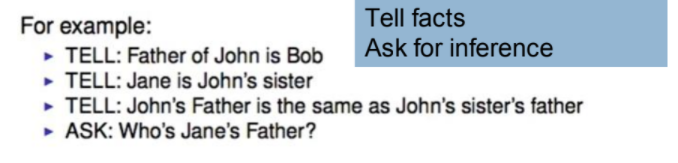 For example:
Tell facts
Ask for inference
► TELL: Father of John is Bob
► TELL: Jane is John's sister
► TELL: John's Father is the same as John's sister's father
► ASK: Who's Jane's Father?